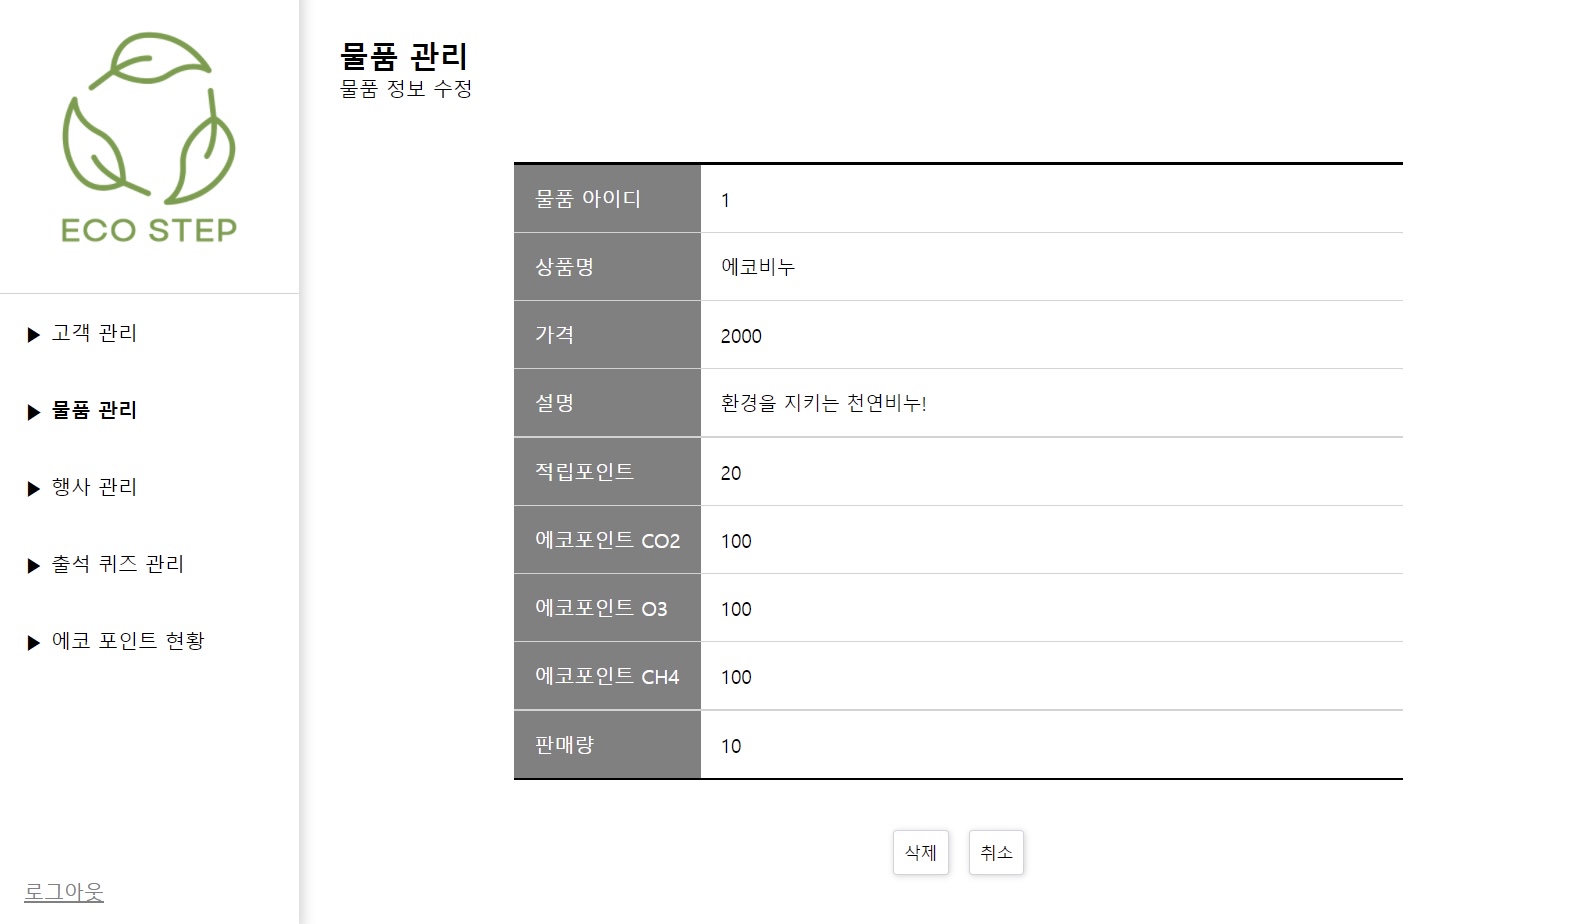 ECO STEP
▶ 고객 관리
▶ 물품 관리
▶ 행사 관리
▶ 출석 퀴즈 관리
▶ 에코 포인트 현황
로그아웃
물품 관리
물품 정보 수정
물품 아이디 1
상품명 에코비누
가격 2000
설명 환경을 지키는 천연비누!
적립포인트 20
에코포인트 CO2 100
에코포인트 O3 100
에코포인트 CH4 100
판매량 10
삭제 취소